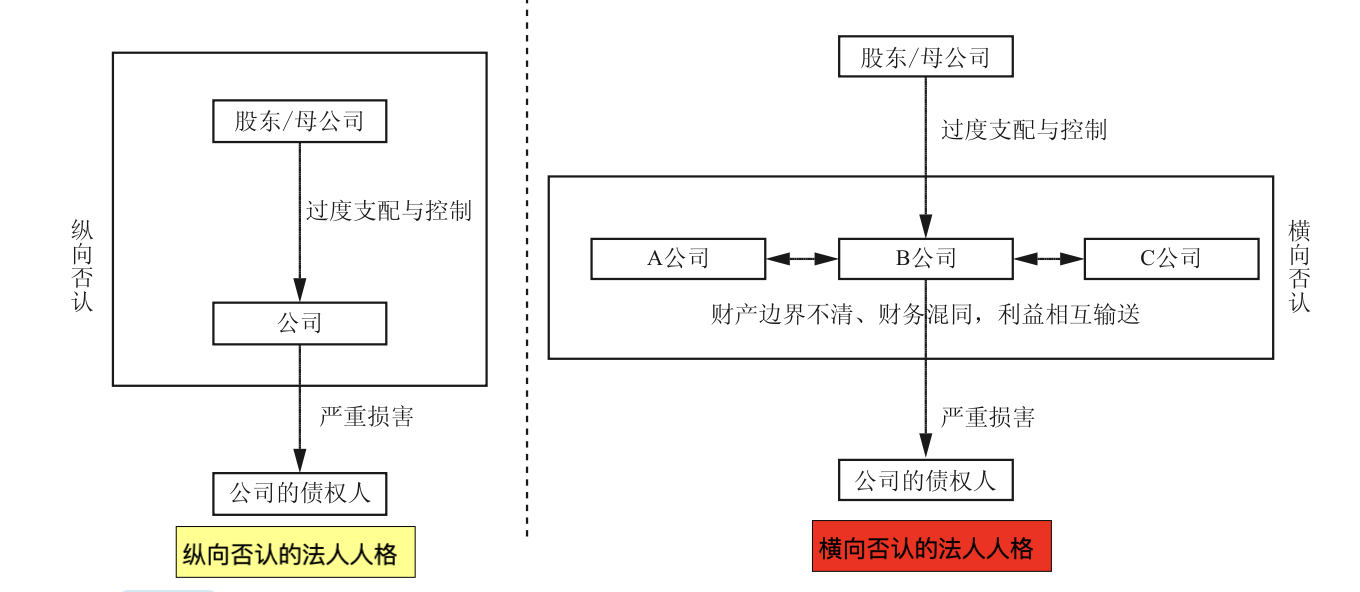 股东/母公司
过度支配与控制
纵向否认
公司
严重损害
公司的债权人
纵向否认的法人人格
股东/母公司
过度支配与控制
A公司
B公司
C公司
财产边界不清、财务混同，利益相互输送
横向否认
严重损害
公司的债权人
横向否认的法人人格